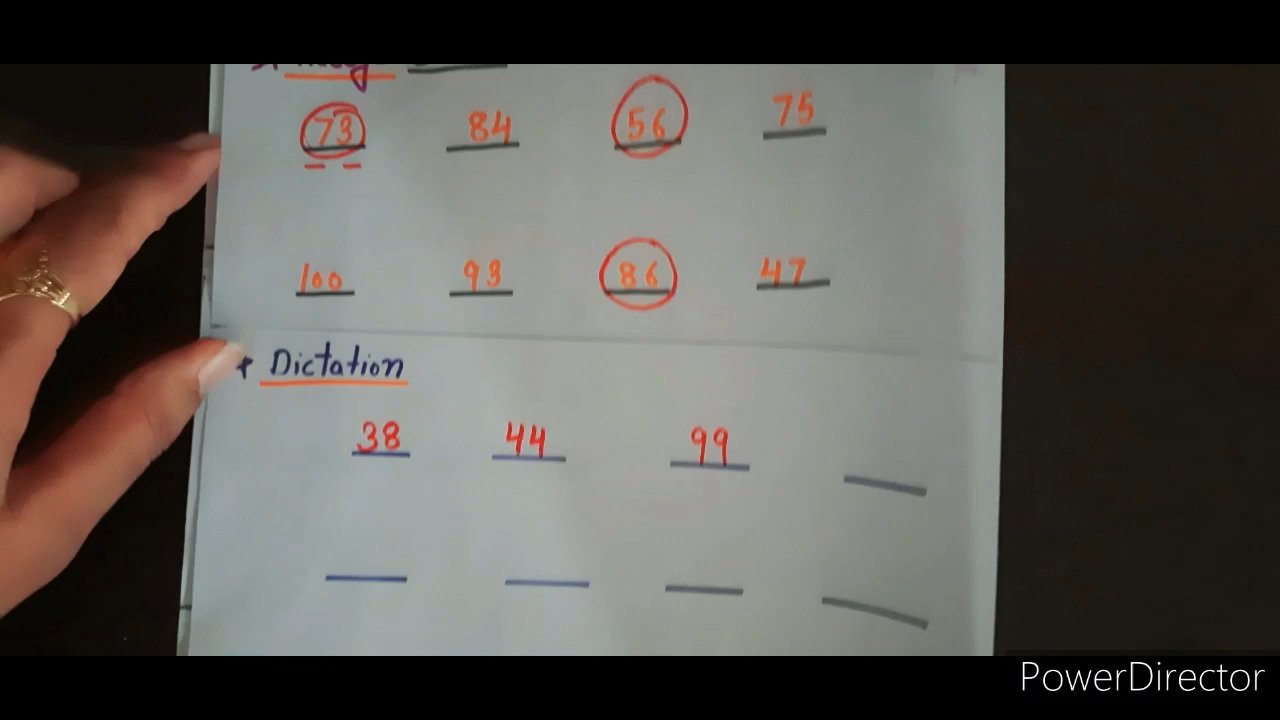 73 84 56 75
100 93 86 47
* Dictation
38 44 99
PowerDirector